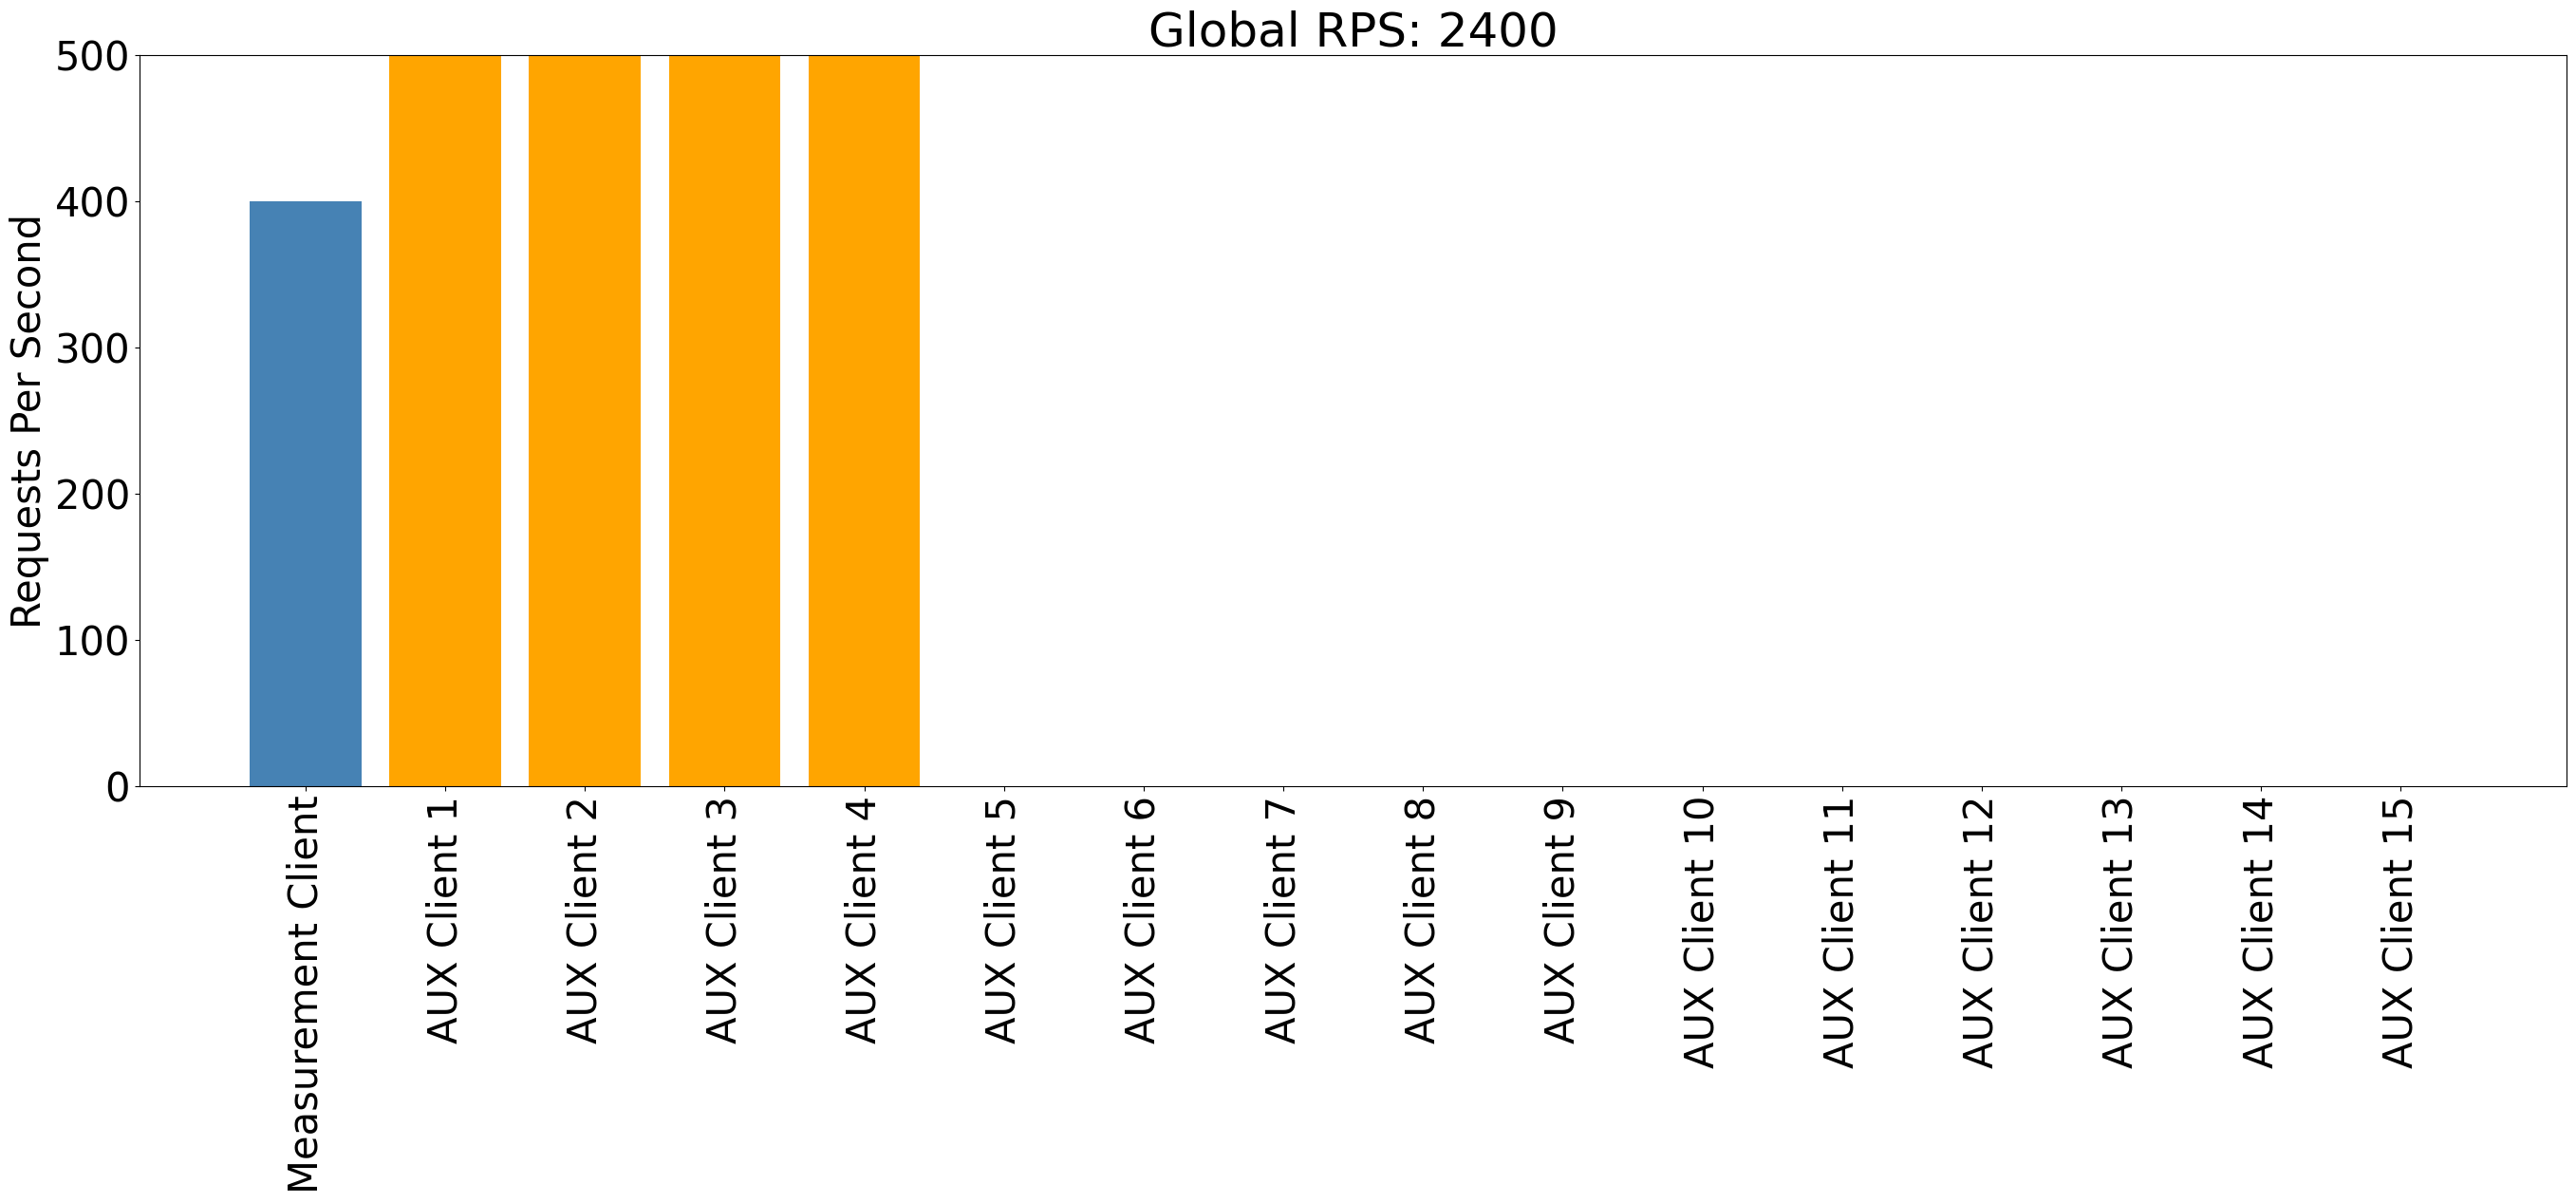 Global RPS: 2400
Requests Per Second
500
400
300
200
100
0
Measurement Client
AUX Client 1
AUX Client 2
AUX Client 3
AUX Client 4
AUX Client 5
AUX Client 6
AUX Client 7
AUX Client 8
AUX Client 9
AUX Client 10
AUX Client 11
AUX Client 12
AUX Client 13
AUX Client 14
AUX Client 15